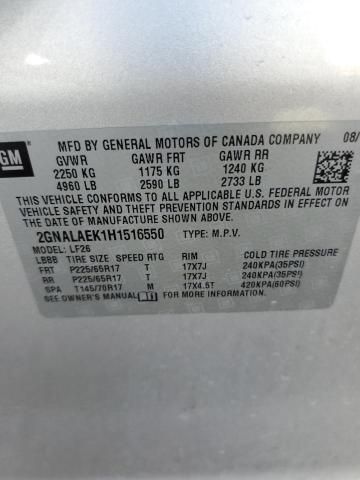 GM
MFD BY GENERAL MOTORS OF CANADA COMPANY 08/
GVWR GAWR FRT GAWR RR
2250 KG 1175 KG 1240 KG
4960 LB 2590 LB 2733 LB
THIS VEHICLE CONFORMS TO ALL APPLICABLE U.S. FEDERAL MOTOR
VEHICLE SAFETY, BUMPER, AND THEFT PREVENTION STANDARDS IN EFFECT ON THE DATE
OF MANUFACTURE SHOWN ABOVE.
2GNALAEK1H1516550 TYPE: M.P.V.
MODEL: LF26
LBBB TIRE SIZE SPEED RTG RIM COLD TIRE PRESSURE
FRT P225/65R17 T 17X7J 240KPA(35PSI)
RR P225/65R17 T 17X7J 240KPA(35PSI)
SPA T145/70R17 M 17X4.5T 420KPA(60PSI)
SEE OWNER'S MANUAL FOR ADDITIONAL INFORMATION.